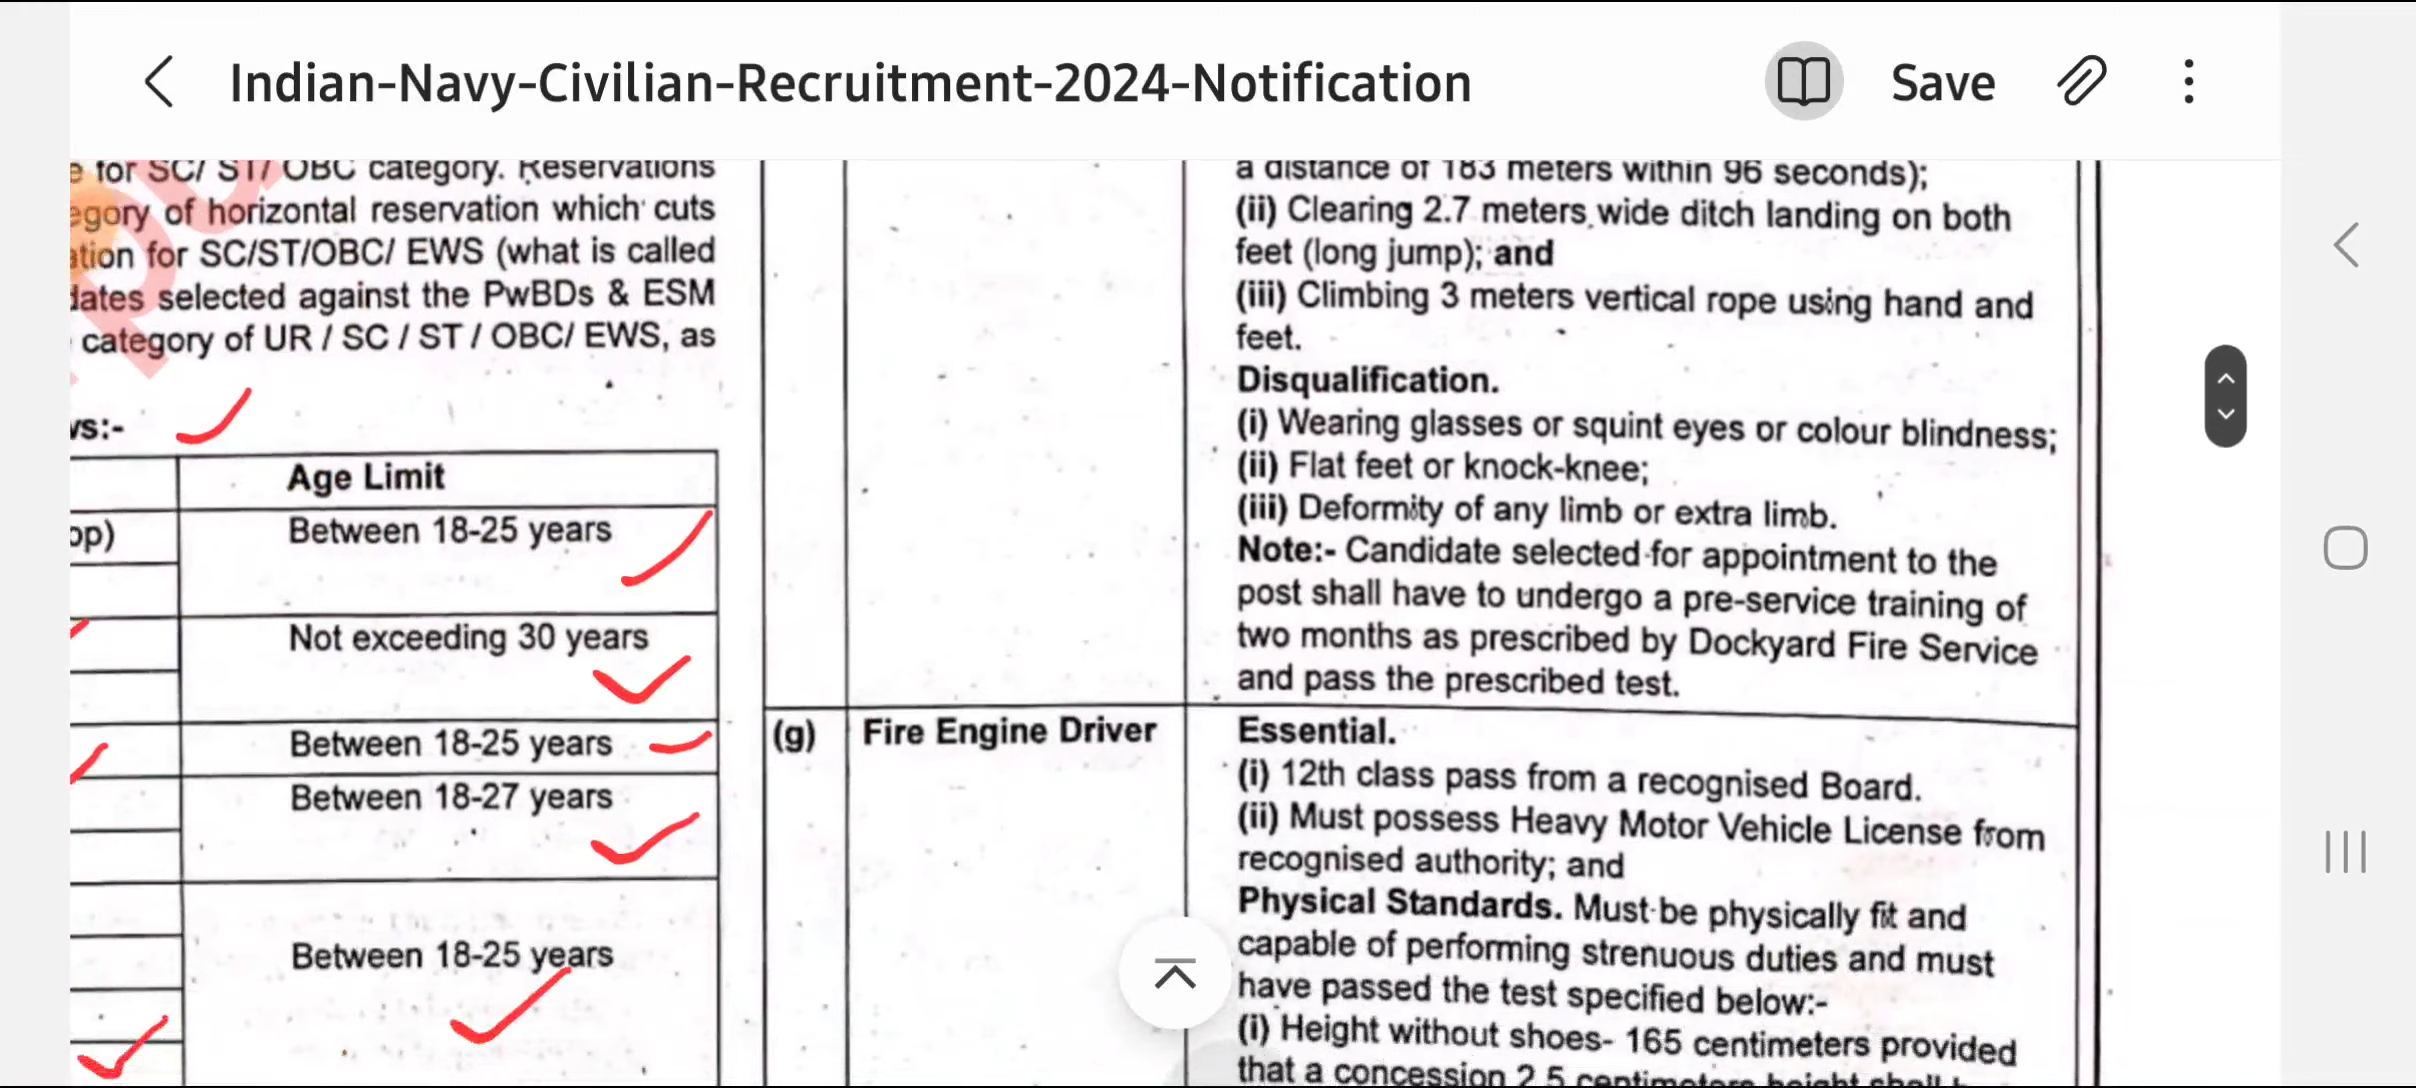 Indian-Navy-Civilian-Recruitment-2024-Notification
Save
e for SC/ ST/ OBC category. Reservations
egory of horizontal reservation which cuts
ation for SC/ST/OBC/ EWS (what is called
dates selected against the PwBDs & ESM
category of UR / SC / ST / OBC/ EWS, as
ws:-
Age Limit
op)
Between 18-25 years
Not exceeding 30 years
Between 18-25 years
Between 18-27 years
Between 18-25 years
a distance of 183 meters within 96 seconds);
(ii) Clearing 2.7 meters wide ditch landing on both
feet (long jump); and
(iii) Climbing 3 meters vertical rope using hand and
feet.
Disqualification.
(i) Wearing glasses or squint eyes or colour blindness;
(ii) Flat feet or knock-knee;
(iii) Deformity of any limb or extra limb.
Note:- Candidate selected for appointment to the
post shall have to undergo a pre-service training of
two months as prescribed by Dockyard Fire Service
and pass the prescribed test.
(g) Fire Engine Driver
Essential.
(i) 12th class pass from a recognised Board.
(ii) Must possess Heavy Motor Vehicle License from
recognised authority; and
Physical Standards. Must be physically fit and
capable of performing strenuous duties and must
have passed the test specified below:-
(i) Height without shoes- 165 centimeters provided
that a concession 2.5 centimeters height shall